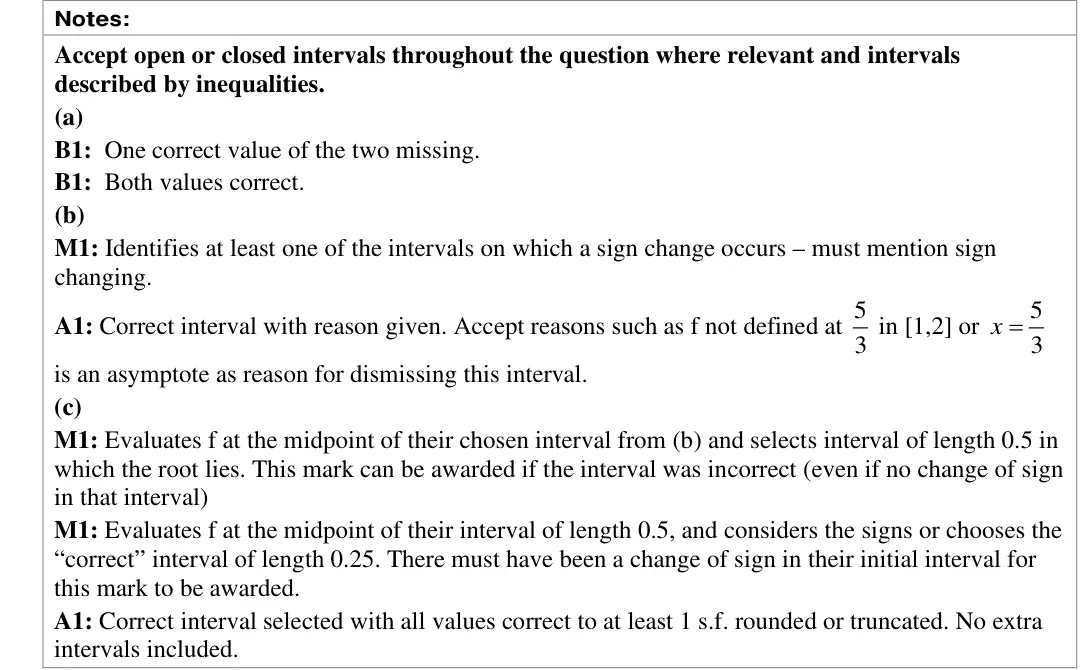 Notes:
Accept open or closed intervals throughout the question where relevant and intervals
described by inequalities.
(a)
B1: One correct value of the two missing.
B1: Both values correct.
(b)
M1: Identifies at least one of the intervals on which a sign change occurs – must mention sign
changing.
A1: Correct interval with reason given. Accept reasons such as f not defined at 5/3 in [1,2] or x = 5/3
is an asymptote as reason for dismissing this interval.
(c)
M1: Evaluates f at the midpoint of their chosen interval from (b) and selects interval of length 0.5 in
which the root lies. This mark can be awarded if the interval was incorrect (even if no change of sign
in that interval)
M1: Evaluates f at the midpoint of their interval of length 0.5, and considers the signs or chooses the
“correct” interval of length 0.25. There must have been a change of sign in their initial interval for
this mark to be awarded.
A1: Correct interval selected with all values correct to at least 1 s.f. rounded or truncated. No extra
intervals included.